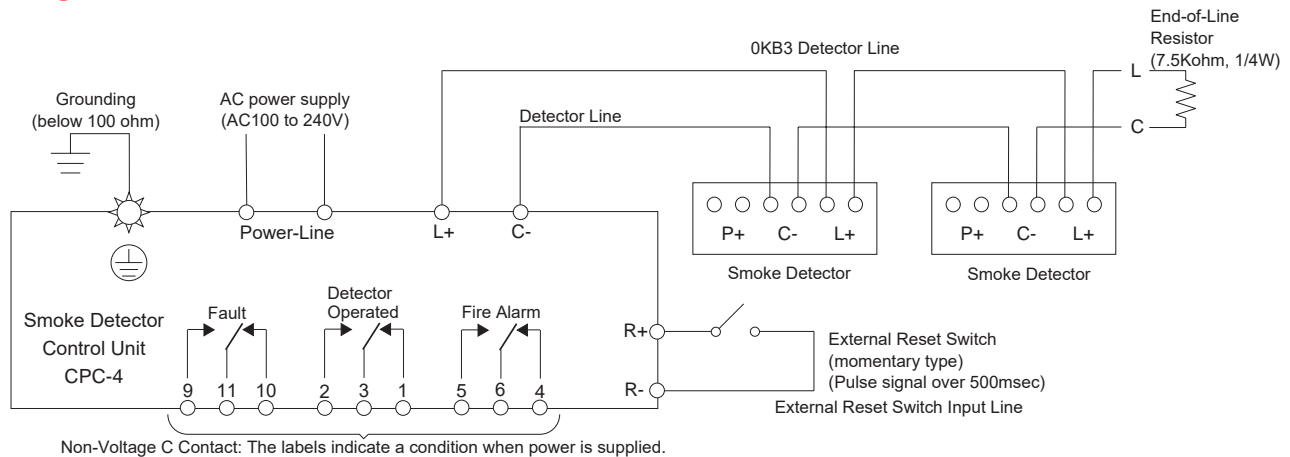 End-of-Line
Resistor
(7.5Kohm, 1/4W)
0KB3 Detector Line
L
Grounding
(below 100 ohm)
AC power supply
(AC100 to 240V)
Detector Line
C
Power-Line
L+
C-
P+ C- L+
P+ C- L+
Smoke Detector
Smoke Detector
Smoke Detector
Control Unit
CPC-4
Fault
Detector
Operated
Fire Alarm
R+
R-
9 11 10 2 3 1 5 6 4
External Reset Switch
(momentary type)
(Pulse signal over 500msec)
External Reset Switch Input Line
Non-Voltage C Contact: The labels indicate a condition when power is supplied.